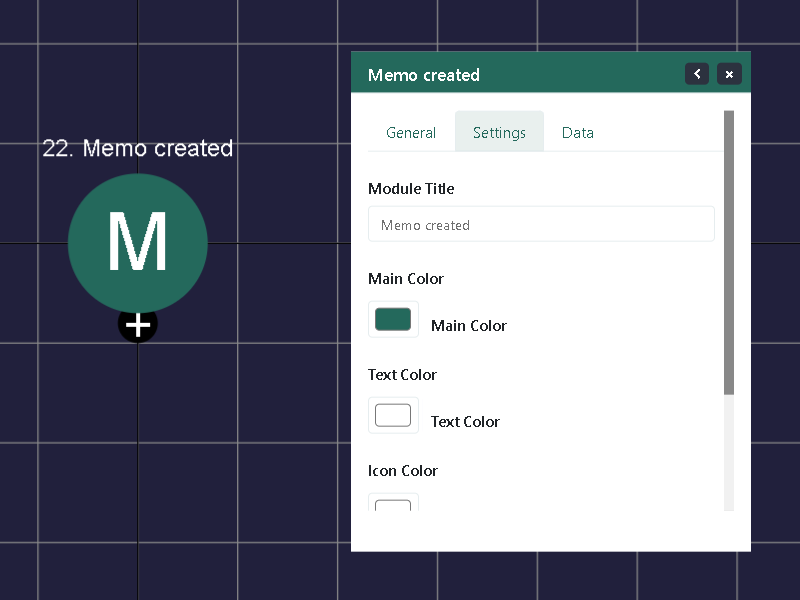 22. Memo created
M
Memo created
General
Settings
Data
Module Title
Memo created
Main Color
Main Color
Text Color
Text Color
Icon Color